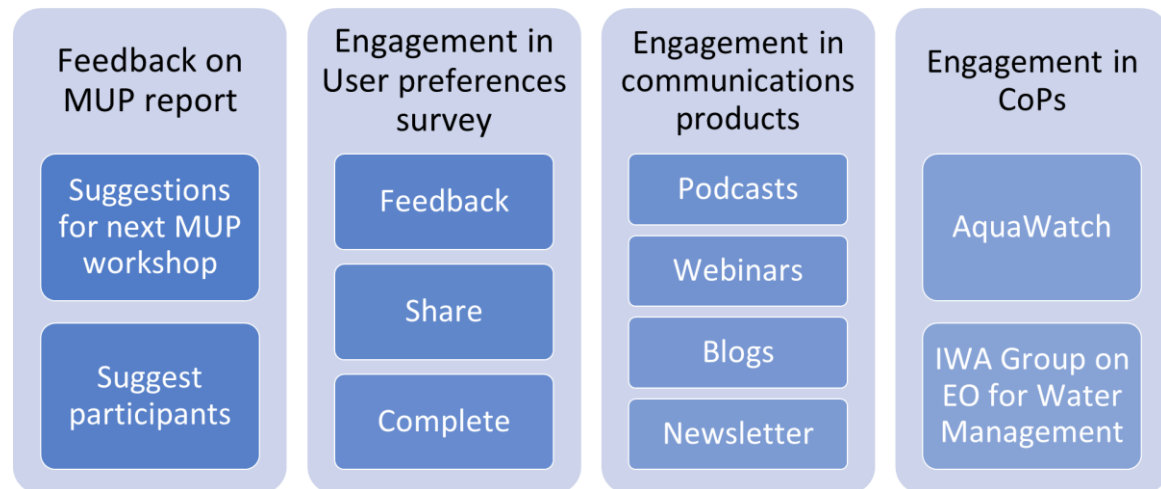 Feedback on
MUP report
Suggestions
for next MUP
workshop
Suggest
participants
Engagement in
User preferences
survey
Feedback
Share
Complete
Engagement in
communications
products
Podcasts
Webinars
Blogs
Newsletter
Engagement in
CoPs
AquaWatch
IWA Group on
EO for Water
Management